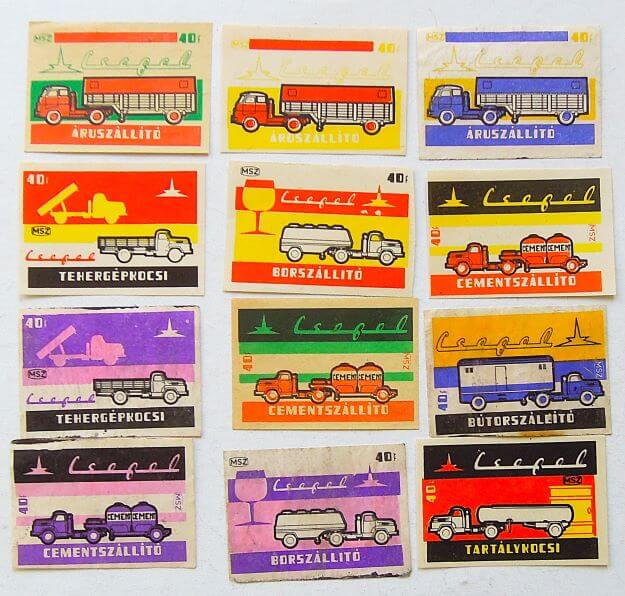 MSZ 40f
Csepel
ÁRUSZÁLLÍTÓ
MSZ 40f
Csepel
ÁRUSZÁLLÍTÓ
MSZ 40f
Csepel
ÁRUSZÁLLÍTÓ
40f
MSZ
Csepel
TEHERGÉPKOCSI
MSZ 40f
Csepel
BORSZÁLLÍTÓ
Csepel
40f MSZ
CEMENT CEMENT
CEMENTSZÁLLÍTÓ
40f
MSZ
Csepel
TEHERGÉPKOCSI
Csepel
40f MSZ
CEMENT CEMENT
CEMENTSZÁLLÍTÓ
Csepel
40f MSZ
BÚTORSZÁLLÍTÓ
Csepel
40f MSZ
CEMENT CEMENT
CEMENTSZÁLLÍTÓ
MSZ 40f
Csepel
BORSZÁLLÍTÓ
Csepel
MSZ
40f
TARTÁLYKOCSI